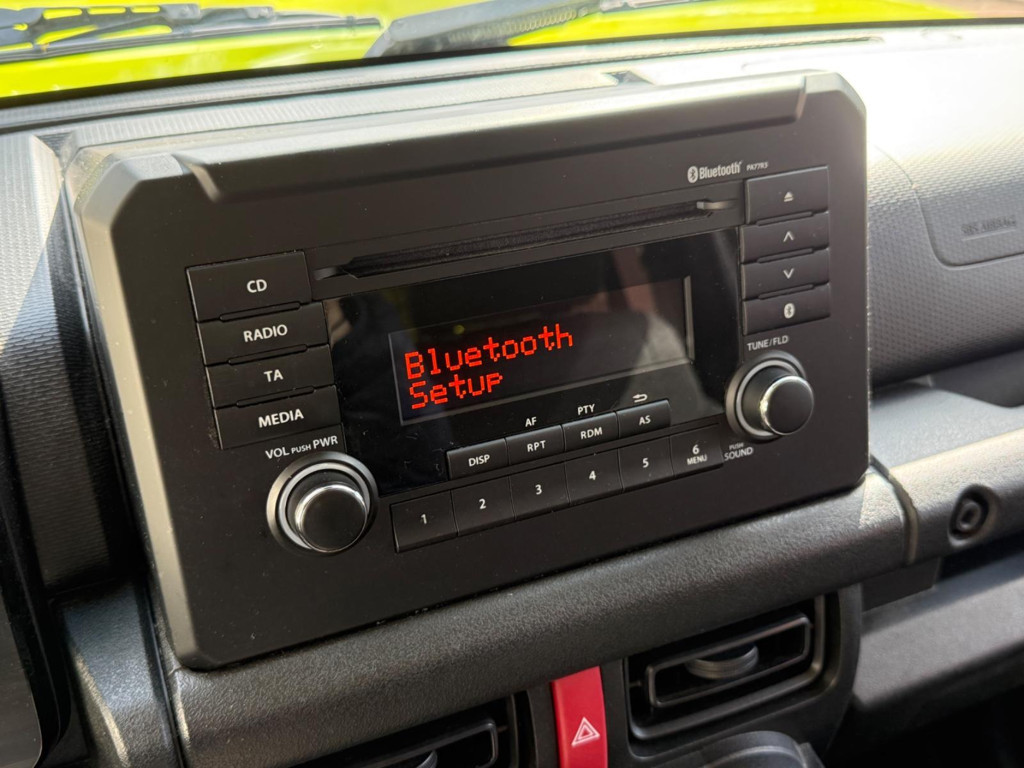 Bluetooth PA77R5
CD
RADIO
TA
MEDIA
Bluetooth
Setup
TUNE/FLD
VOL PUSH PWR
AF
PTY
DISP
RPT
RDM
AS
1
2
3
4
5
6
MENU
PUSH
SOUND